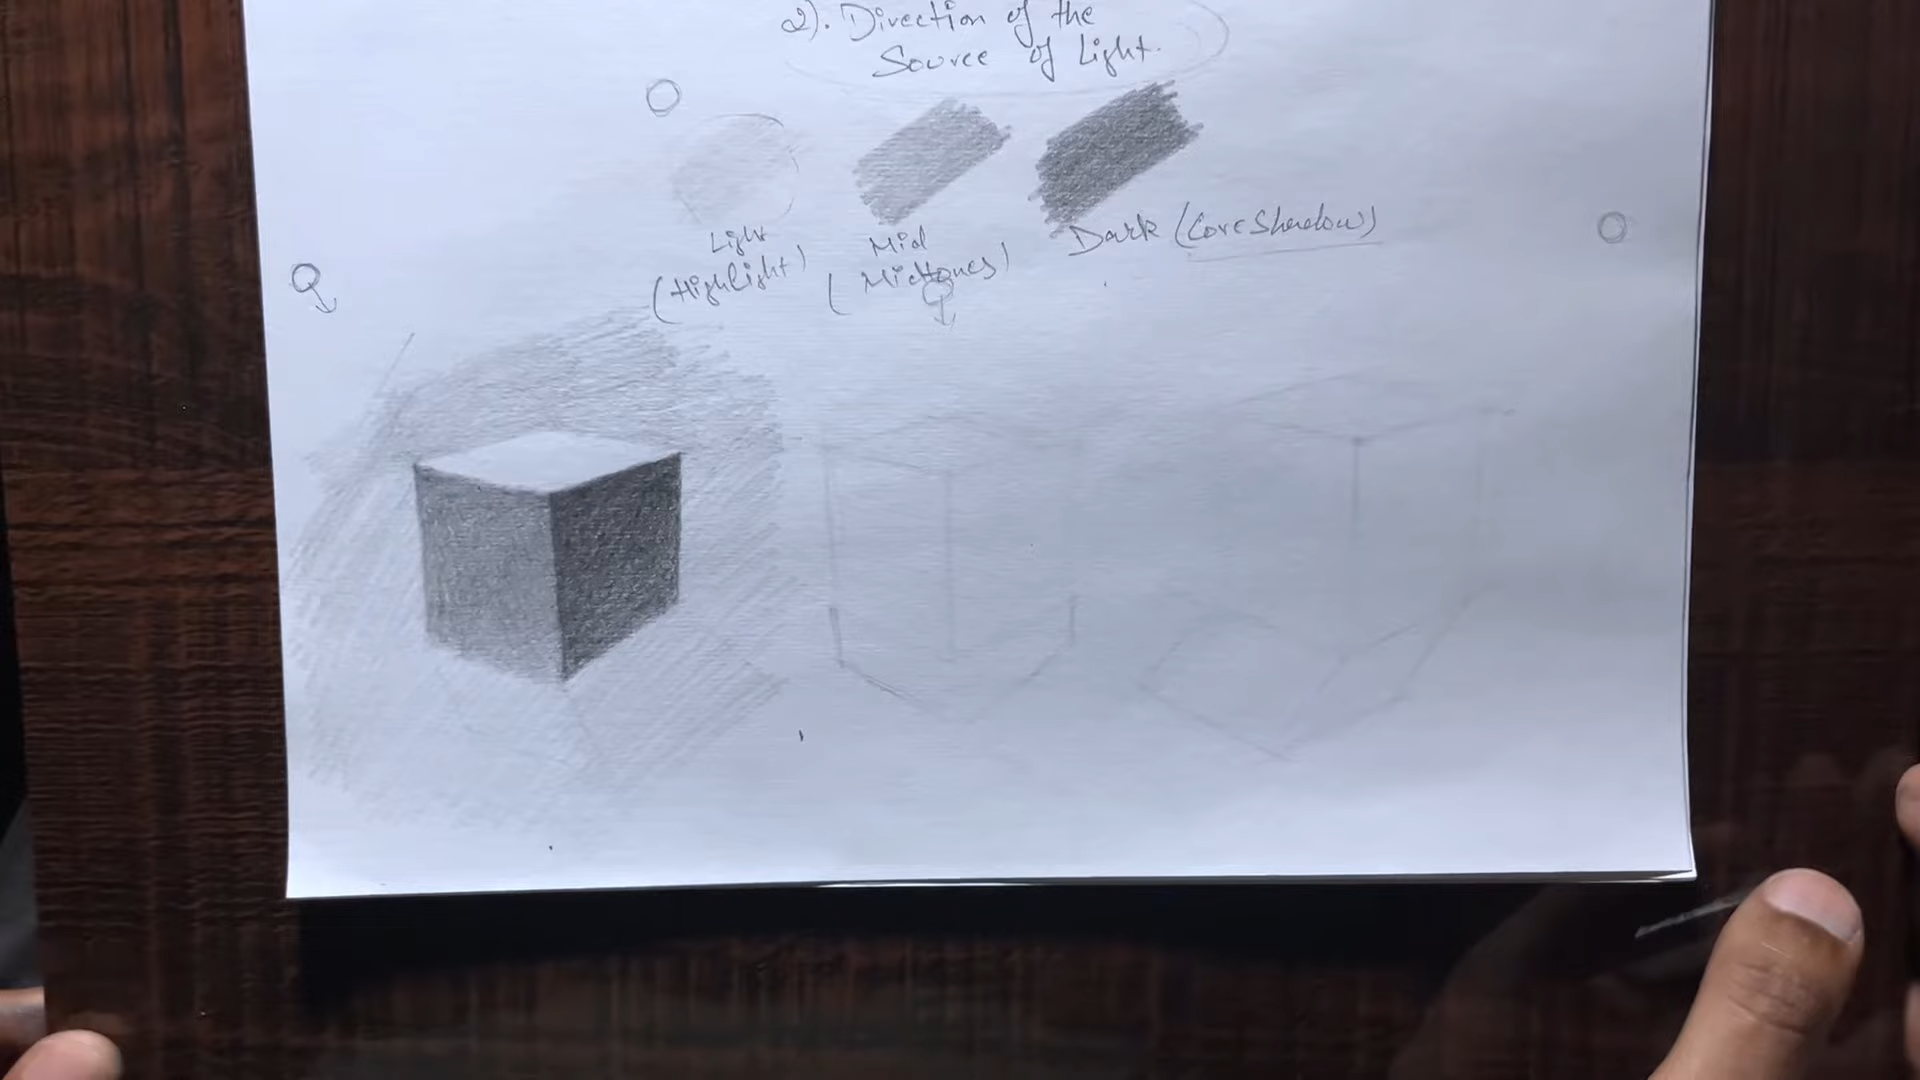 2). Direction of the
Source of Light.
Light
(Highlight)
Mid
(Midtones)
Dark (Core Shadow)